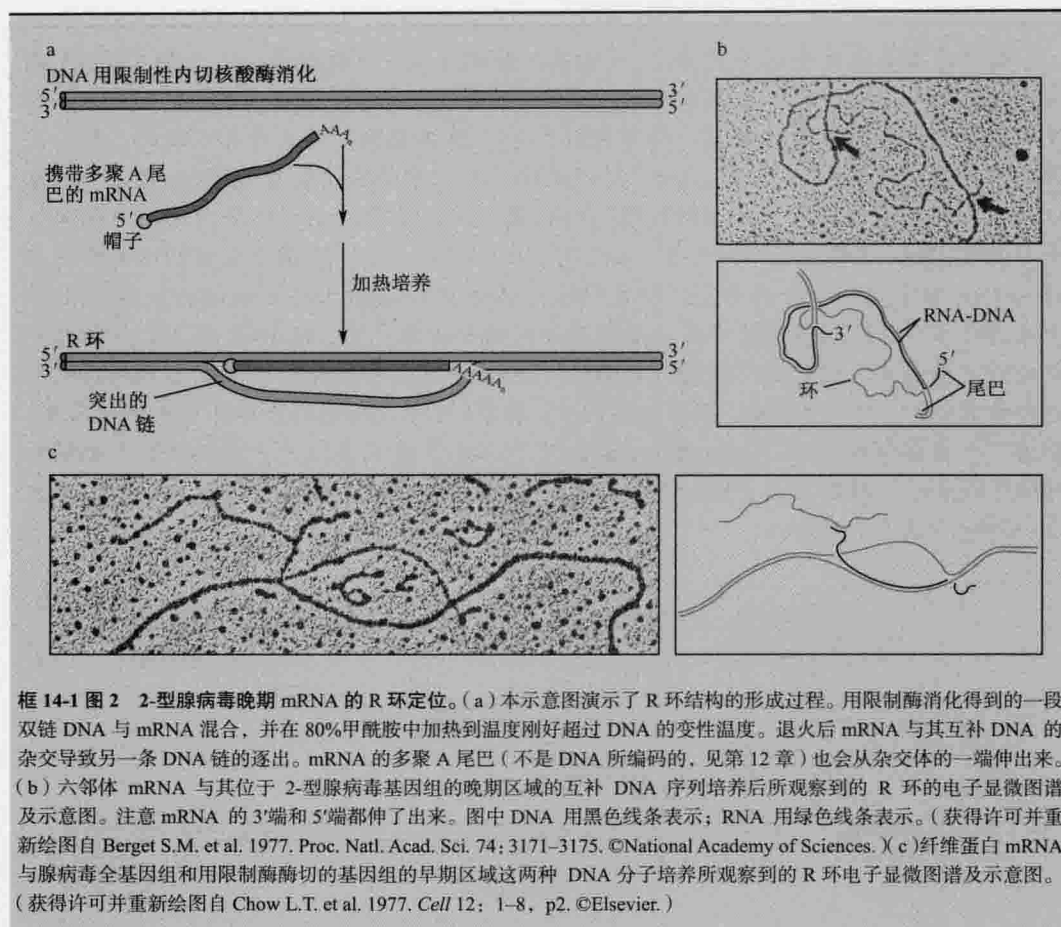 a
DNA 用限制性内切核酸酶消化
5′ 3′
3′ 5′
AAAₙ
携带多聚 A 尾
巴的 mRNA
5′
帽子
加热培养
R 环
5′ 3′
3′ 5′
AAAAAₙ
突出的
DNA 链
b
RNA-DNA
3′
5′
环
尾巴
c
框 14-1 图 2 2-型腺病毒晚期 mRNA 的 R 环定位。(a)本示意图演示了 R 环结构的形成过程。用限制酶消化得到的一段
双链 DNA 与 mRNA 混合，并在 80%甲酰胺中加热到温度刚好超过 DNA 的变性温度。退火后 mRNA 与其互补 DNA 的
杂交导致另一条 DNA 链的逐出。mRNA 的多聚 A 尾巴（不是 DNA 所编码的，见第 12 章）也会从杂交体的一端伸出来。
(b)六邻体 mRNA 与其位于 2-型腺病毒基因组的晚期区域的互补 DNA 序列培养后所观察到的 R 环的电子显微图谱
及示意图。注意 mRNA 的 3′端和 5′端都伸了出来。图中 DNA 用黑色线条表示；RNA 用绿色线条表示。（获得许可并重
新绘图自 Berget S.M. et al. 1977. Proc. Natl. Acad. Sci. 74：3171–3175. ©National Academy of Sciences.）(c)纤维蛋白 mRNA
与腺病毒全基因组和用限制酶酶切的基因组的早期区域这两种 DNA 分子培养所观察到的 R 环电子显微图谱及示意图。
（获得许可并重新绘图自 Chow L.T. et al. 1977. Cell 12：1–8，p2. ©Elsevier.）